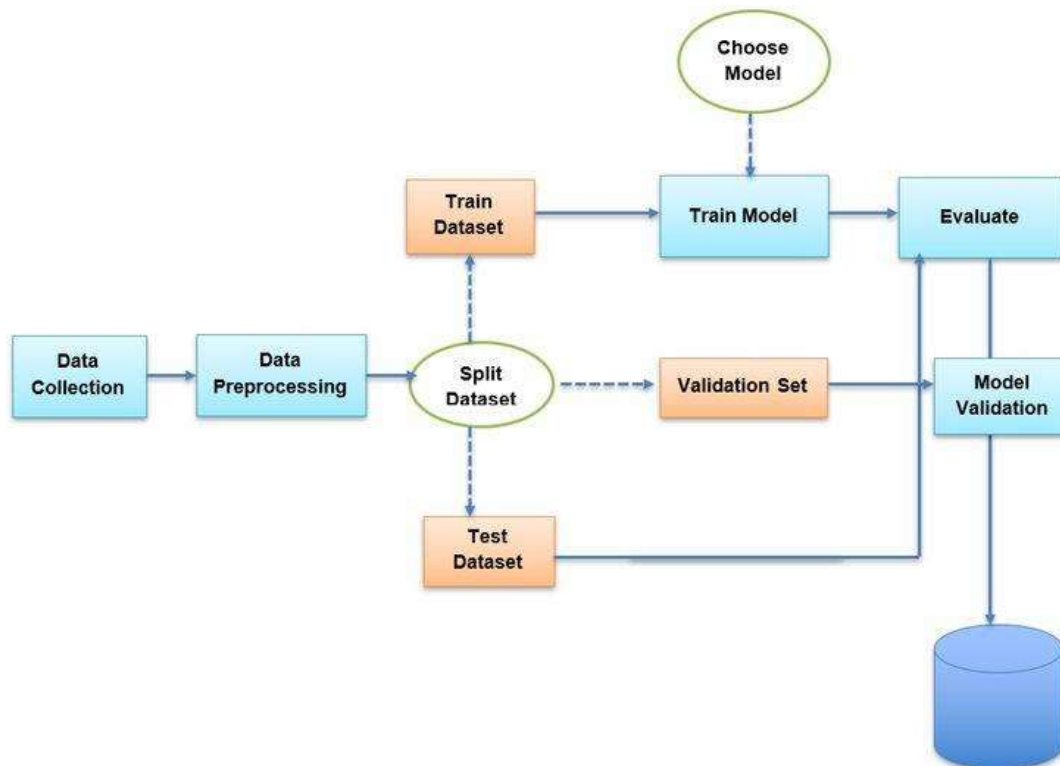 Choose
Model
Train
Dataset
Train Model
Evaluate
Data
Collection
Data
Preprocessing
Split
Dataset
Validation Set
Model
Validation
Test
Dataset